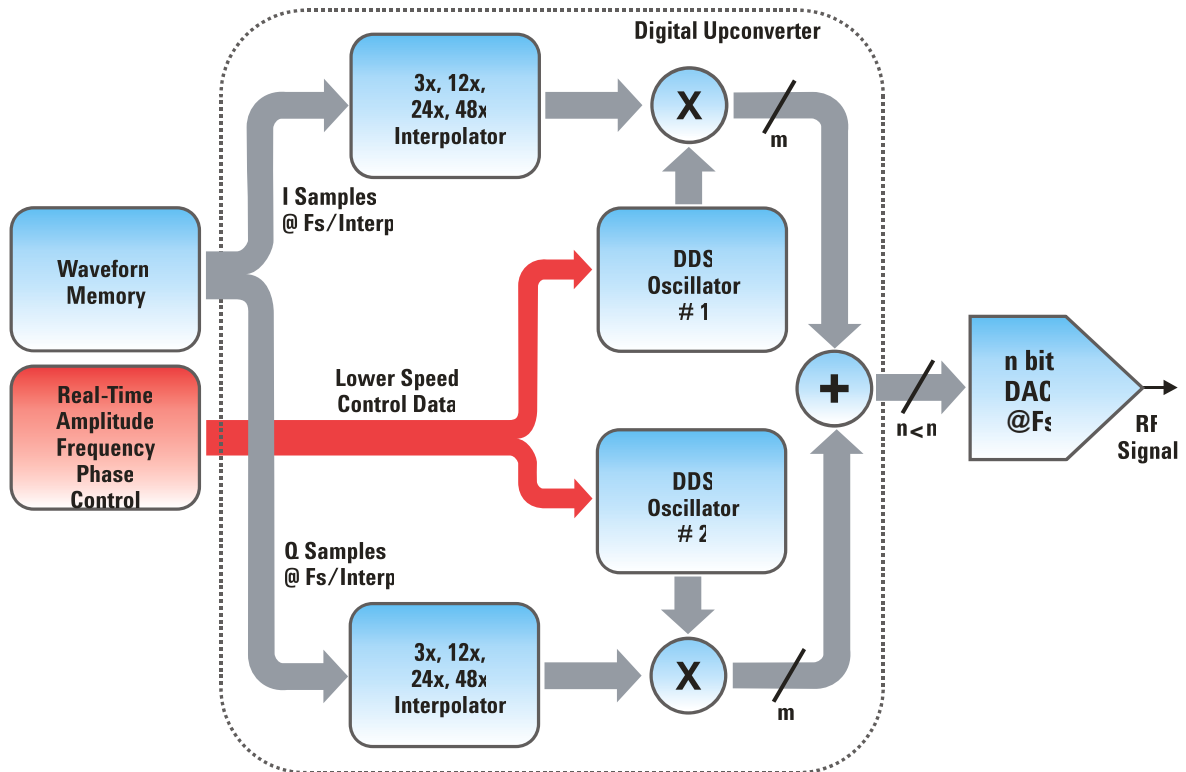 Digital Upconverter
3x, 12x,
24x, 48x
Interpolator
X
m
I Samples
@ Fs/Interp
Waveforn
Memory
DDS
Oscillator
# 1
Real-Time
Amplitude
Frequency
Phase
Control
Lower Speed
Control Data
+
n<n
n bit
DAC
@Fs
RF
Signal
DDS
Oscillator
# 2
Q Samples
@ Fs/Interp
3x, 12x,
24x, 48x
Interpolator
X
m